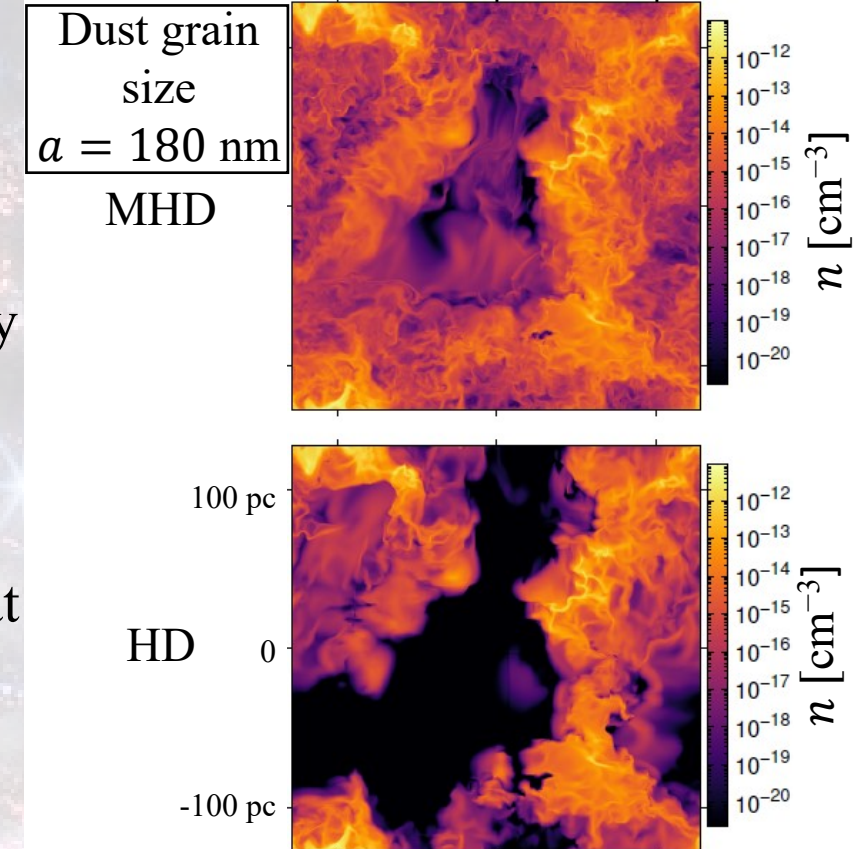 Dust grain
size
a = 180 nm
MHD
10⁻¹²
10⁻¹³
10⁻¹⁴
10⁻¹⁵
10⁻¹⁶
10⁻¹⁷
10⁻¹⁸
10⁻¹⁹
10⁻²⁰
n [cm⁻³]
y
HD
100 pc
0
-100 pc
10⁻¹²
10⁻¹³
10⁻¹⁴
10⁻¹⁵
10⁻¹⁶
10⁻¹⁷
10⁻¹⁸
10⁻¹⁹
10⁻²⁰
n [cm⁻³]